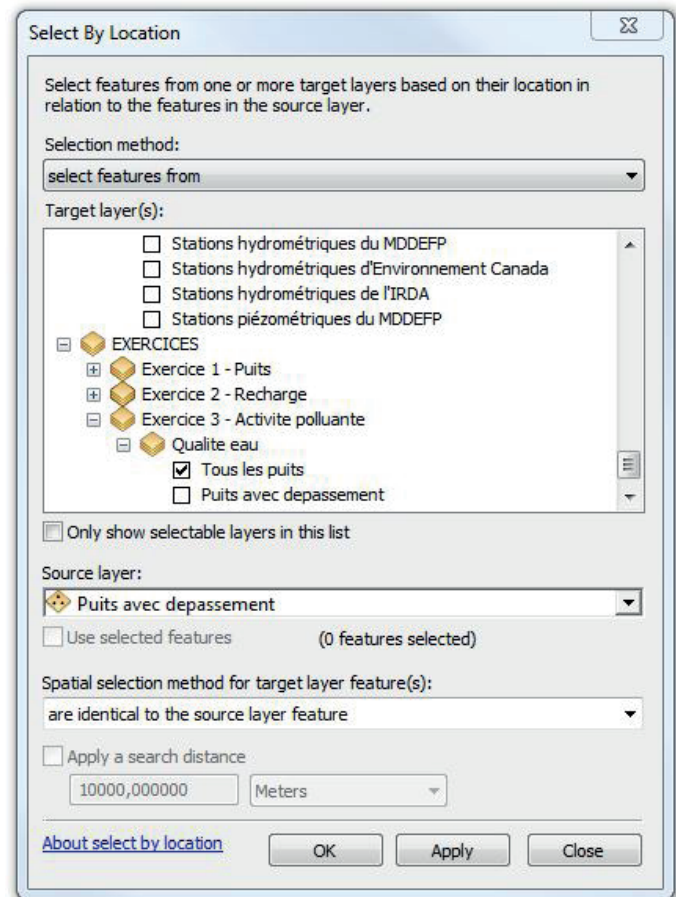 Select By Location
Select features from one or more target layers based on their location in
relation to the features in the source layer.
Selection method:
select features from
Target layer(s):
Stations hydrométriques du MDDEFP
Stations hydrométriques d'Environnement Canada
Stations hydrométriques de l'IRDA
Stations piézométriques du MDDEFP
EXERCICES
Exercice 1 - Puits
Exercice 2 - Recharge
Exercice 3 - Activite polluante
Qualite eau
Tous les puits
Puits avec depassement
Only show selectable layers in this list
Source layer:
Puits avec depassement
Use selected features (0 features selected)
Spatial selection method for target layer feature(s):
are identical to the source layer feature
Apply a search distance
10000,000000 Meters
About select by location OK Apply Close